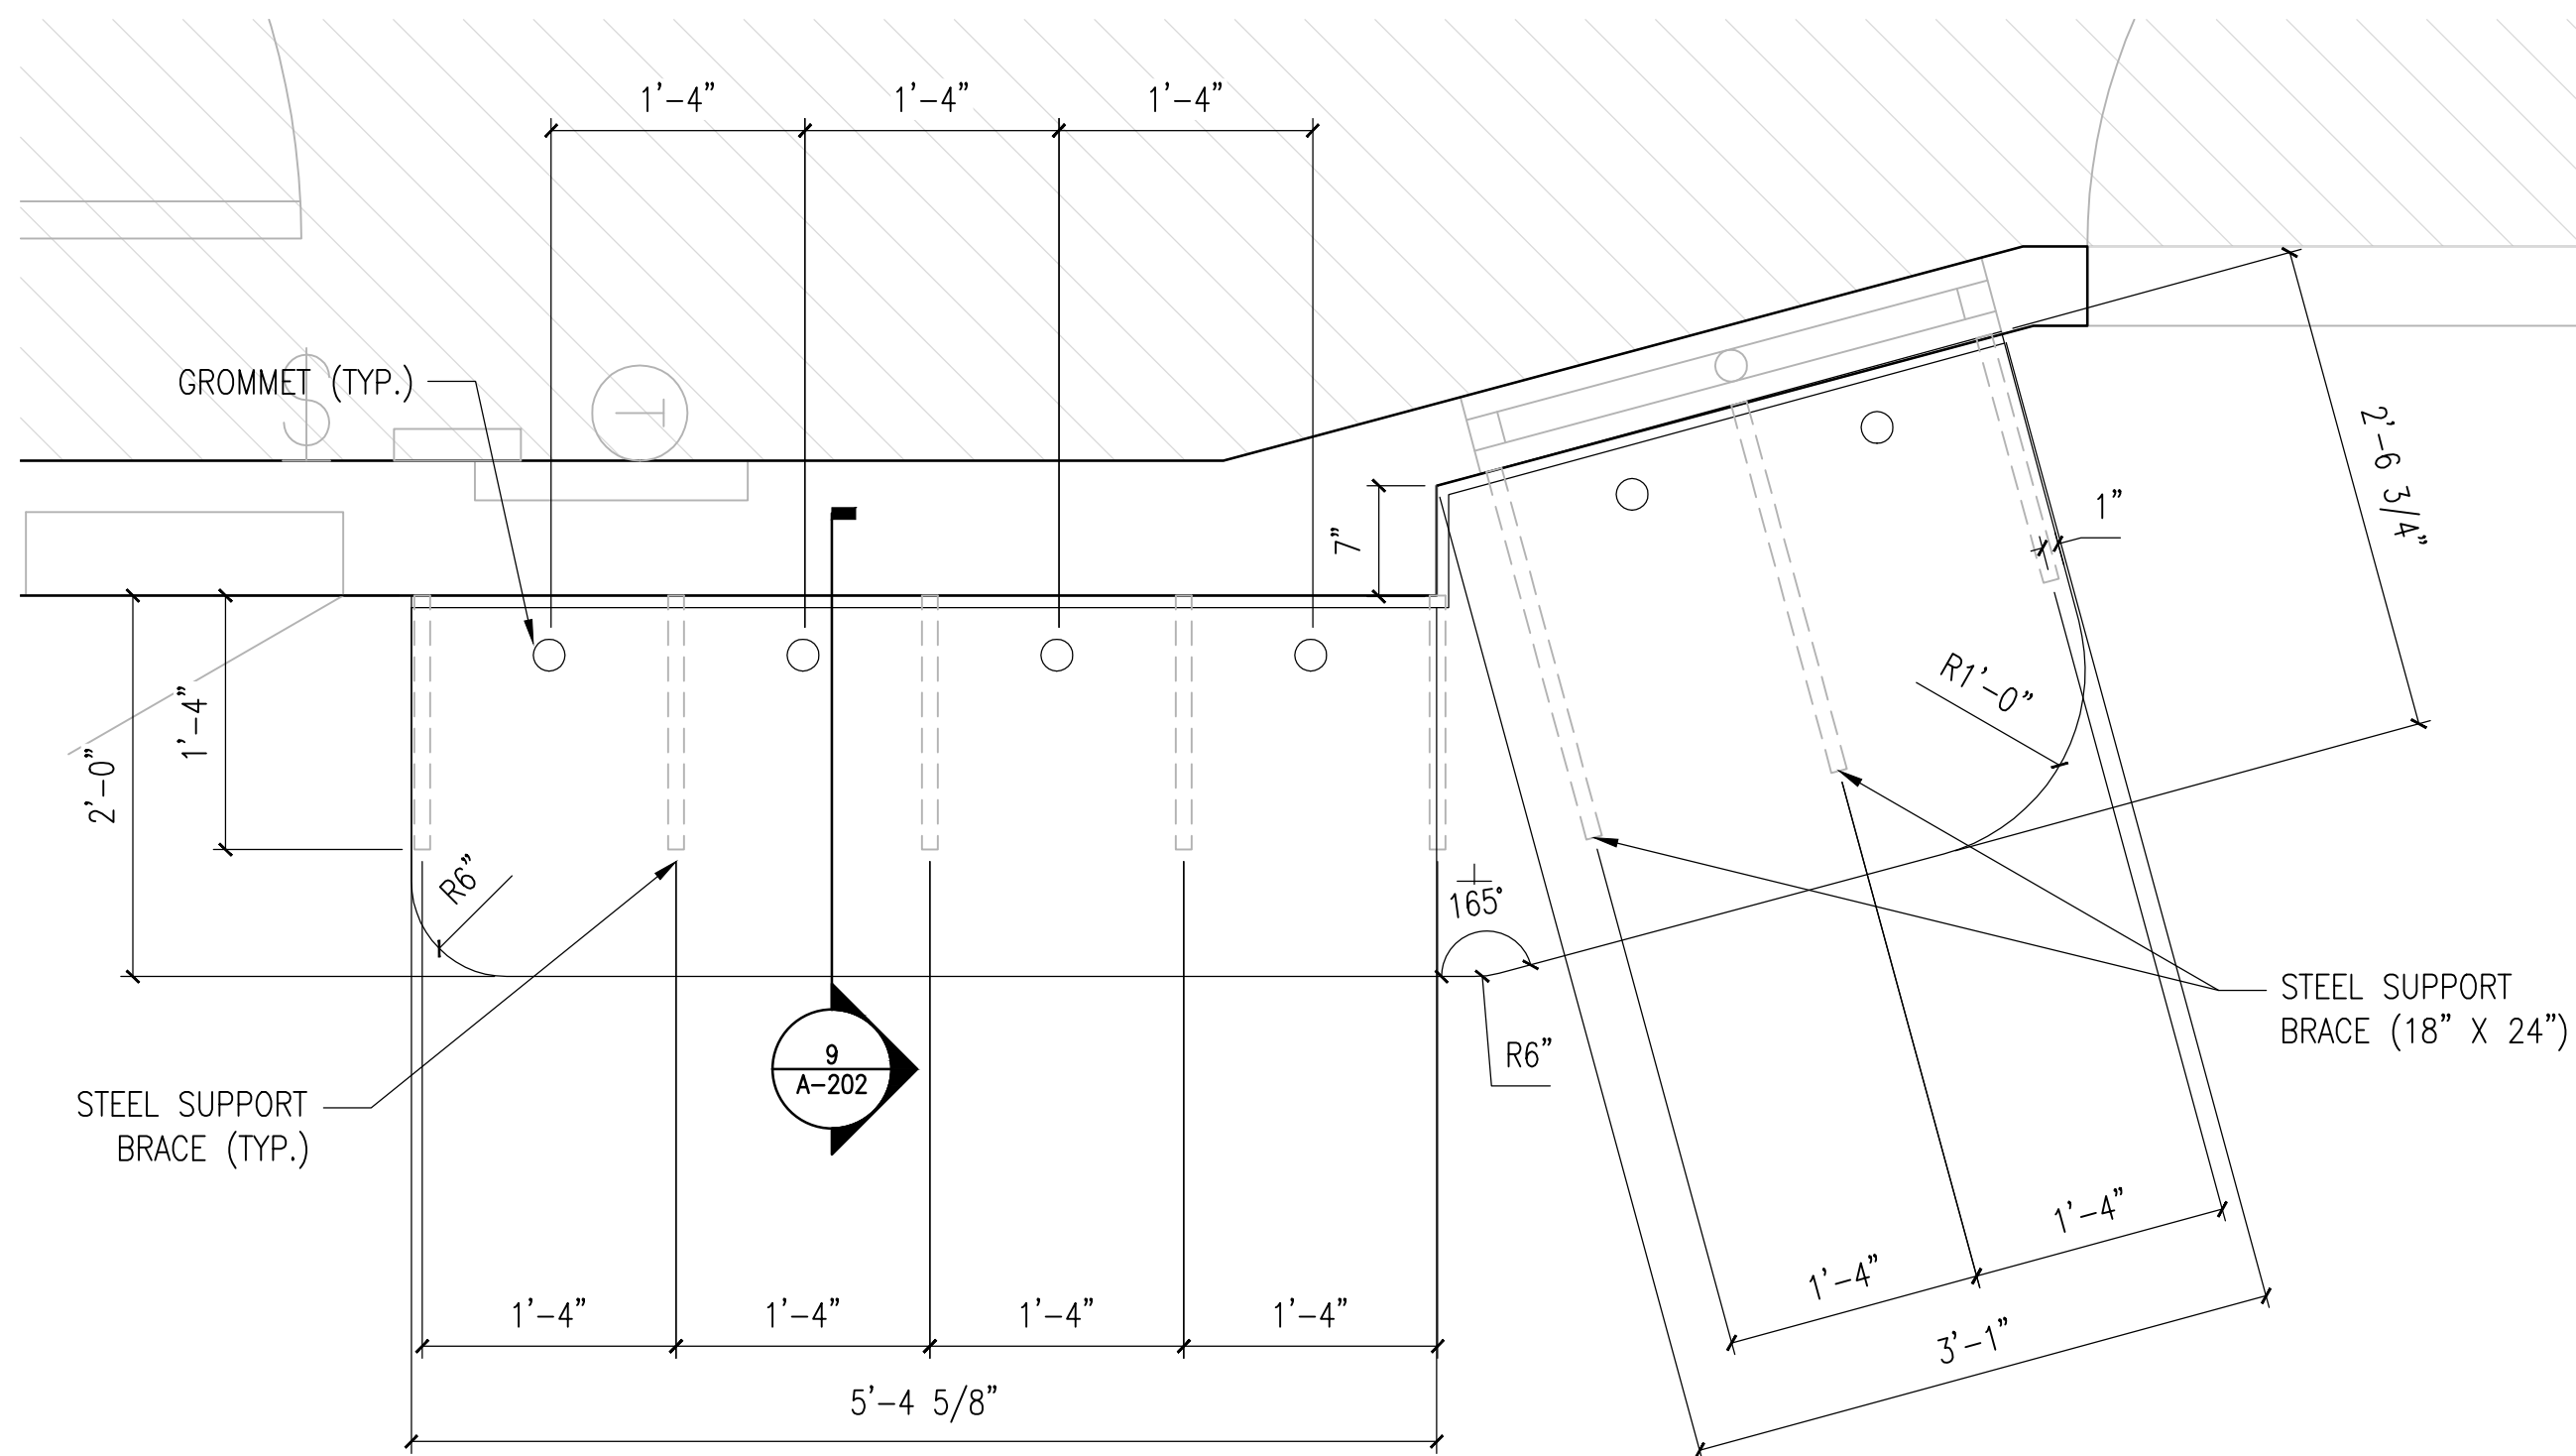 1'-4" 1'-4" 1'-4"
GROMMET (TYP.)
S
T
7"
2'-6 3/4"
1"
1'-4"
2'-0"
R1'-0"
R6"
165°
STEEL SUPPORT
BRACE (18" X 24")
R6"
9
A-202
STEEL SUPPORT
BRACE (TYP.)
1'-4" 1'-4" 1'-4" 1'-4"
1'-4" 1'-4"
3'-1"
5'-4 5/8"